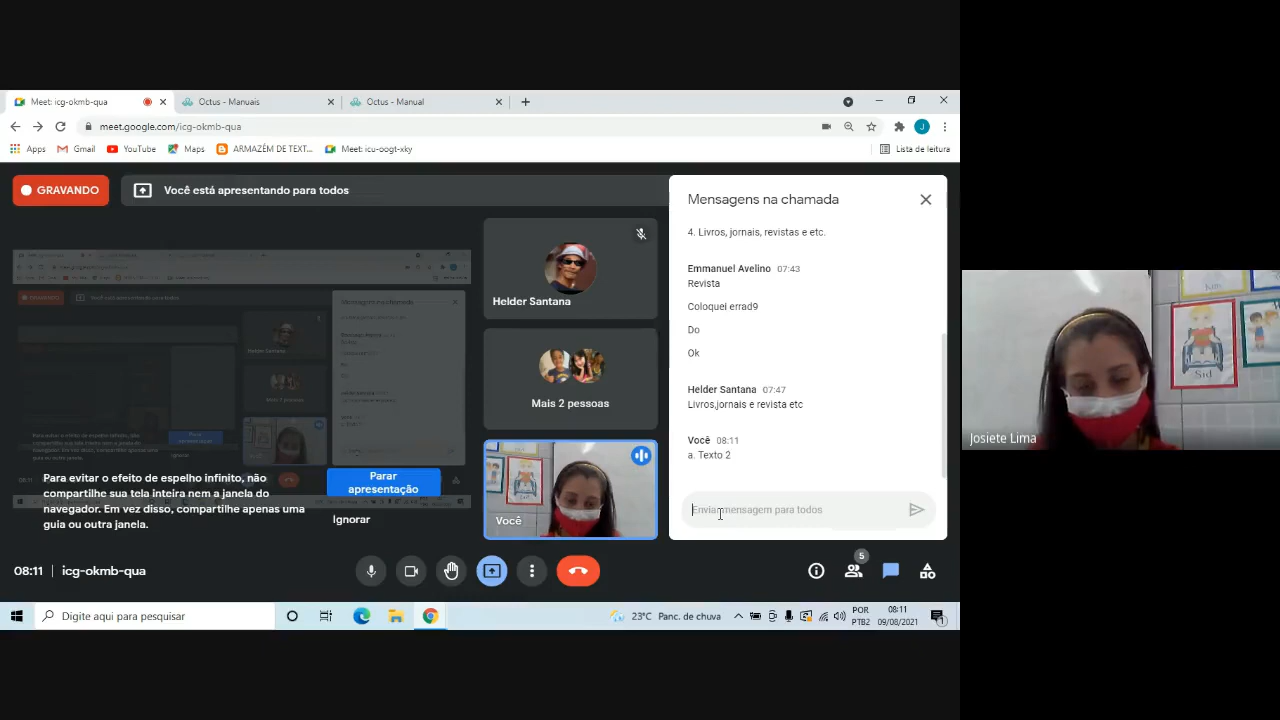 Meet: icg-okmb-qua
Octus - Manuais
Octus - Manual
meet.google.com/icg-okmb-qua
J
Apps
Gmail
YouTube
Maps
ARMAZÉM DE TEXT...
Meet: icu-oogt-xky
Lista de leitura
GRAVANDO
Você está apresentando para todos
Helder Santana
Mais 2 pessoas
Você
Para evitar o efeito de espelho infinito, não
compartilhe sua tela inteira nem a janela do
navegador. Em vez disso, compartilhe apenas uma
guia ou outra janela.
Parar
apresentação
Ignorar
Mensagens na chamada
4. Livros, jornais, revistas e etc.
Emmanuel Avelino 07:43
Revista
Coloquei errad9
Do
Ok
Helder Santana 07:47
Livros,jornais e revista etc
Você 08:11
a. Texto 2
Enviar mensagem para todos
08:11 | icg-okmb-qua
5
Digite aqui para pesquisar
23°C Panc. de chuva
POR
PTB2
08:11
09/08/2021
1
Kim
Sid
Josiete Lima